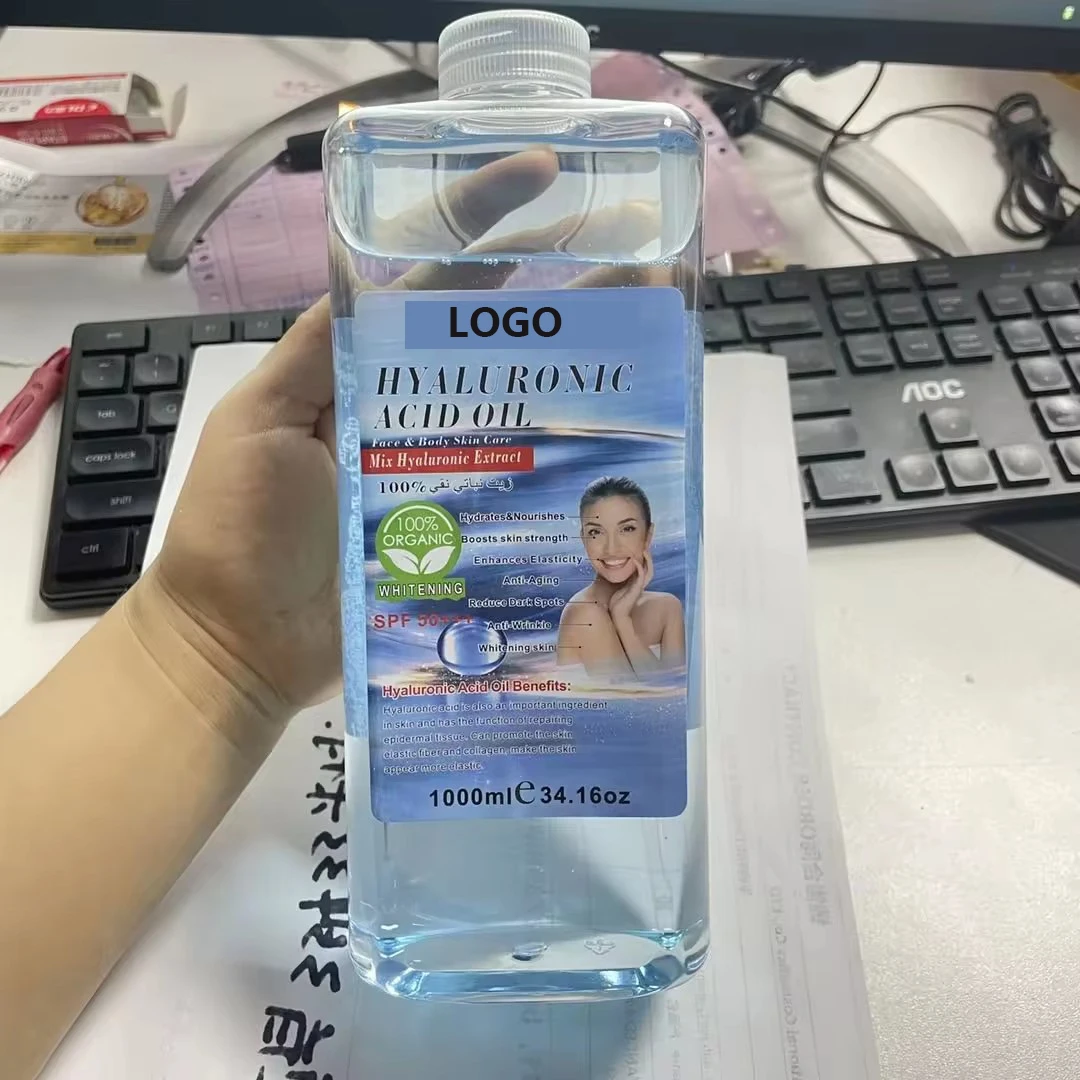 LOGO
HYALURONIC
ACID OIL
Face & Body Skin Care
Mix Hyaluronic Extract
100% زيت نباتي نقي
100%
ORGANIC
WHITENING
SPF 50+++
Hydrates&Nourishes
Boosts skin strength
Enhances Elasticity
Anti-Aging
Reduce Dark Spots
Anti-Wrinkle
Whitening skin
Hyaluronic Acid Oil Benefits:
Hyaluronic acid is also an important ingredient
in skin and has the function of repairing
epidermal tissue. Can promote the skin
elastic fiber and collagen, make the skin
appear more elastic.
1000ml e 34.16oz
AOC
tab
caps lock
shift
ctrl